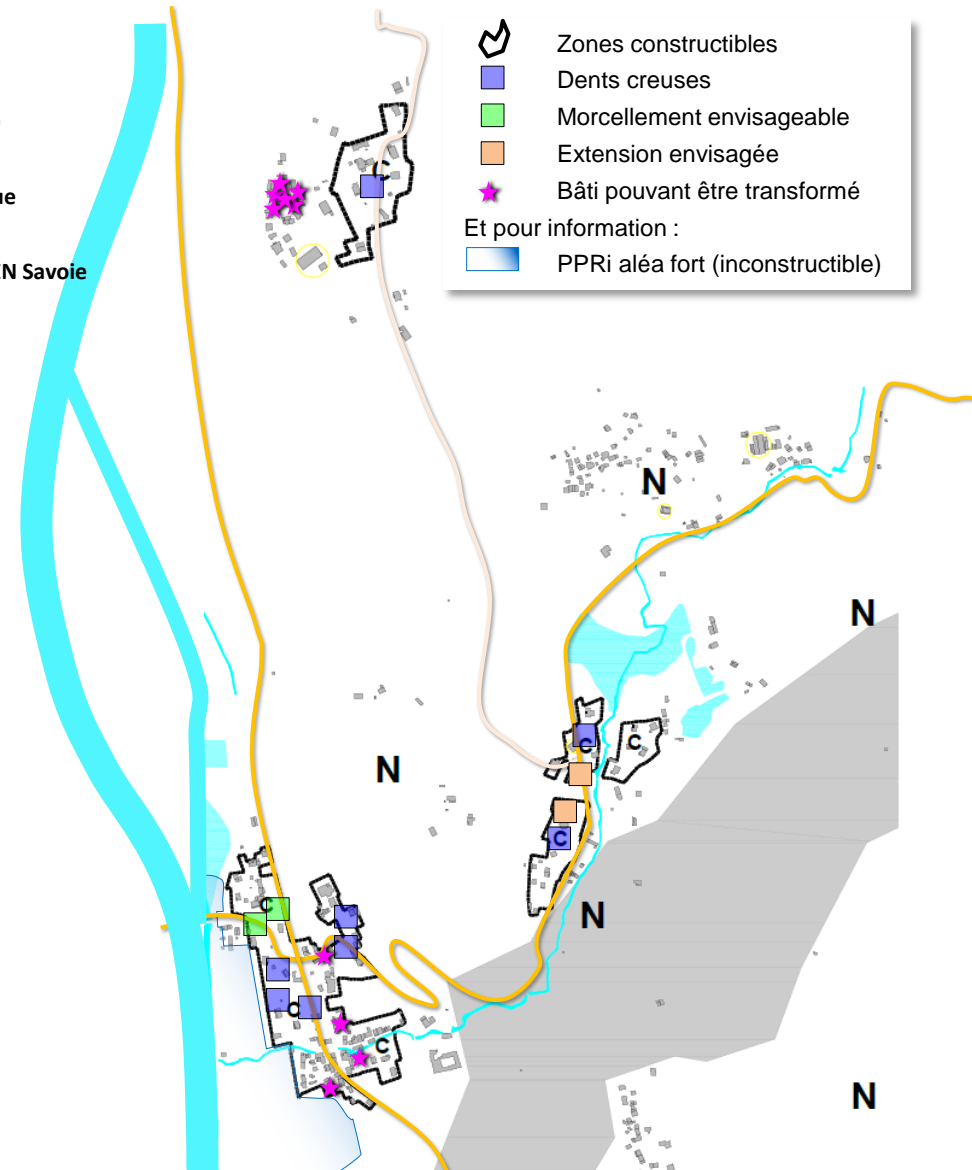 Zones constructibles
Dents creuses
Morcellement envisageable
Extension envisagée
Bâti pouvant être transformé
Et pour information :
PPRi aléa fort (inconstructible)
EN Savoie
C
N
N
C
C
N
C
C
N
C
C
N